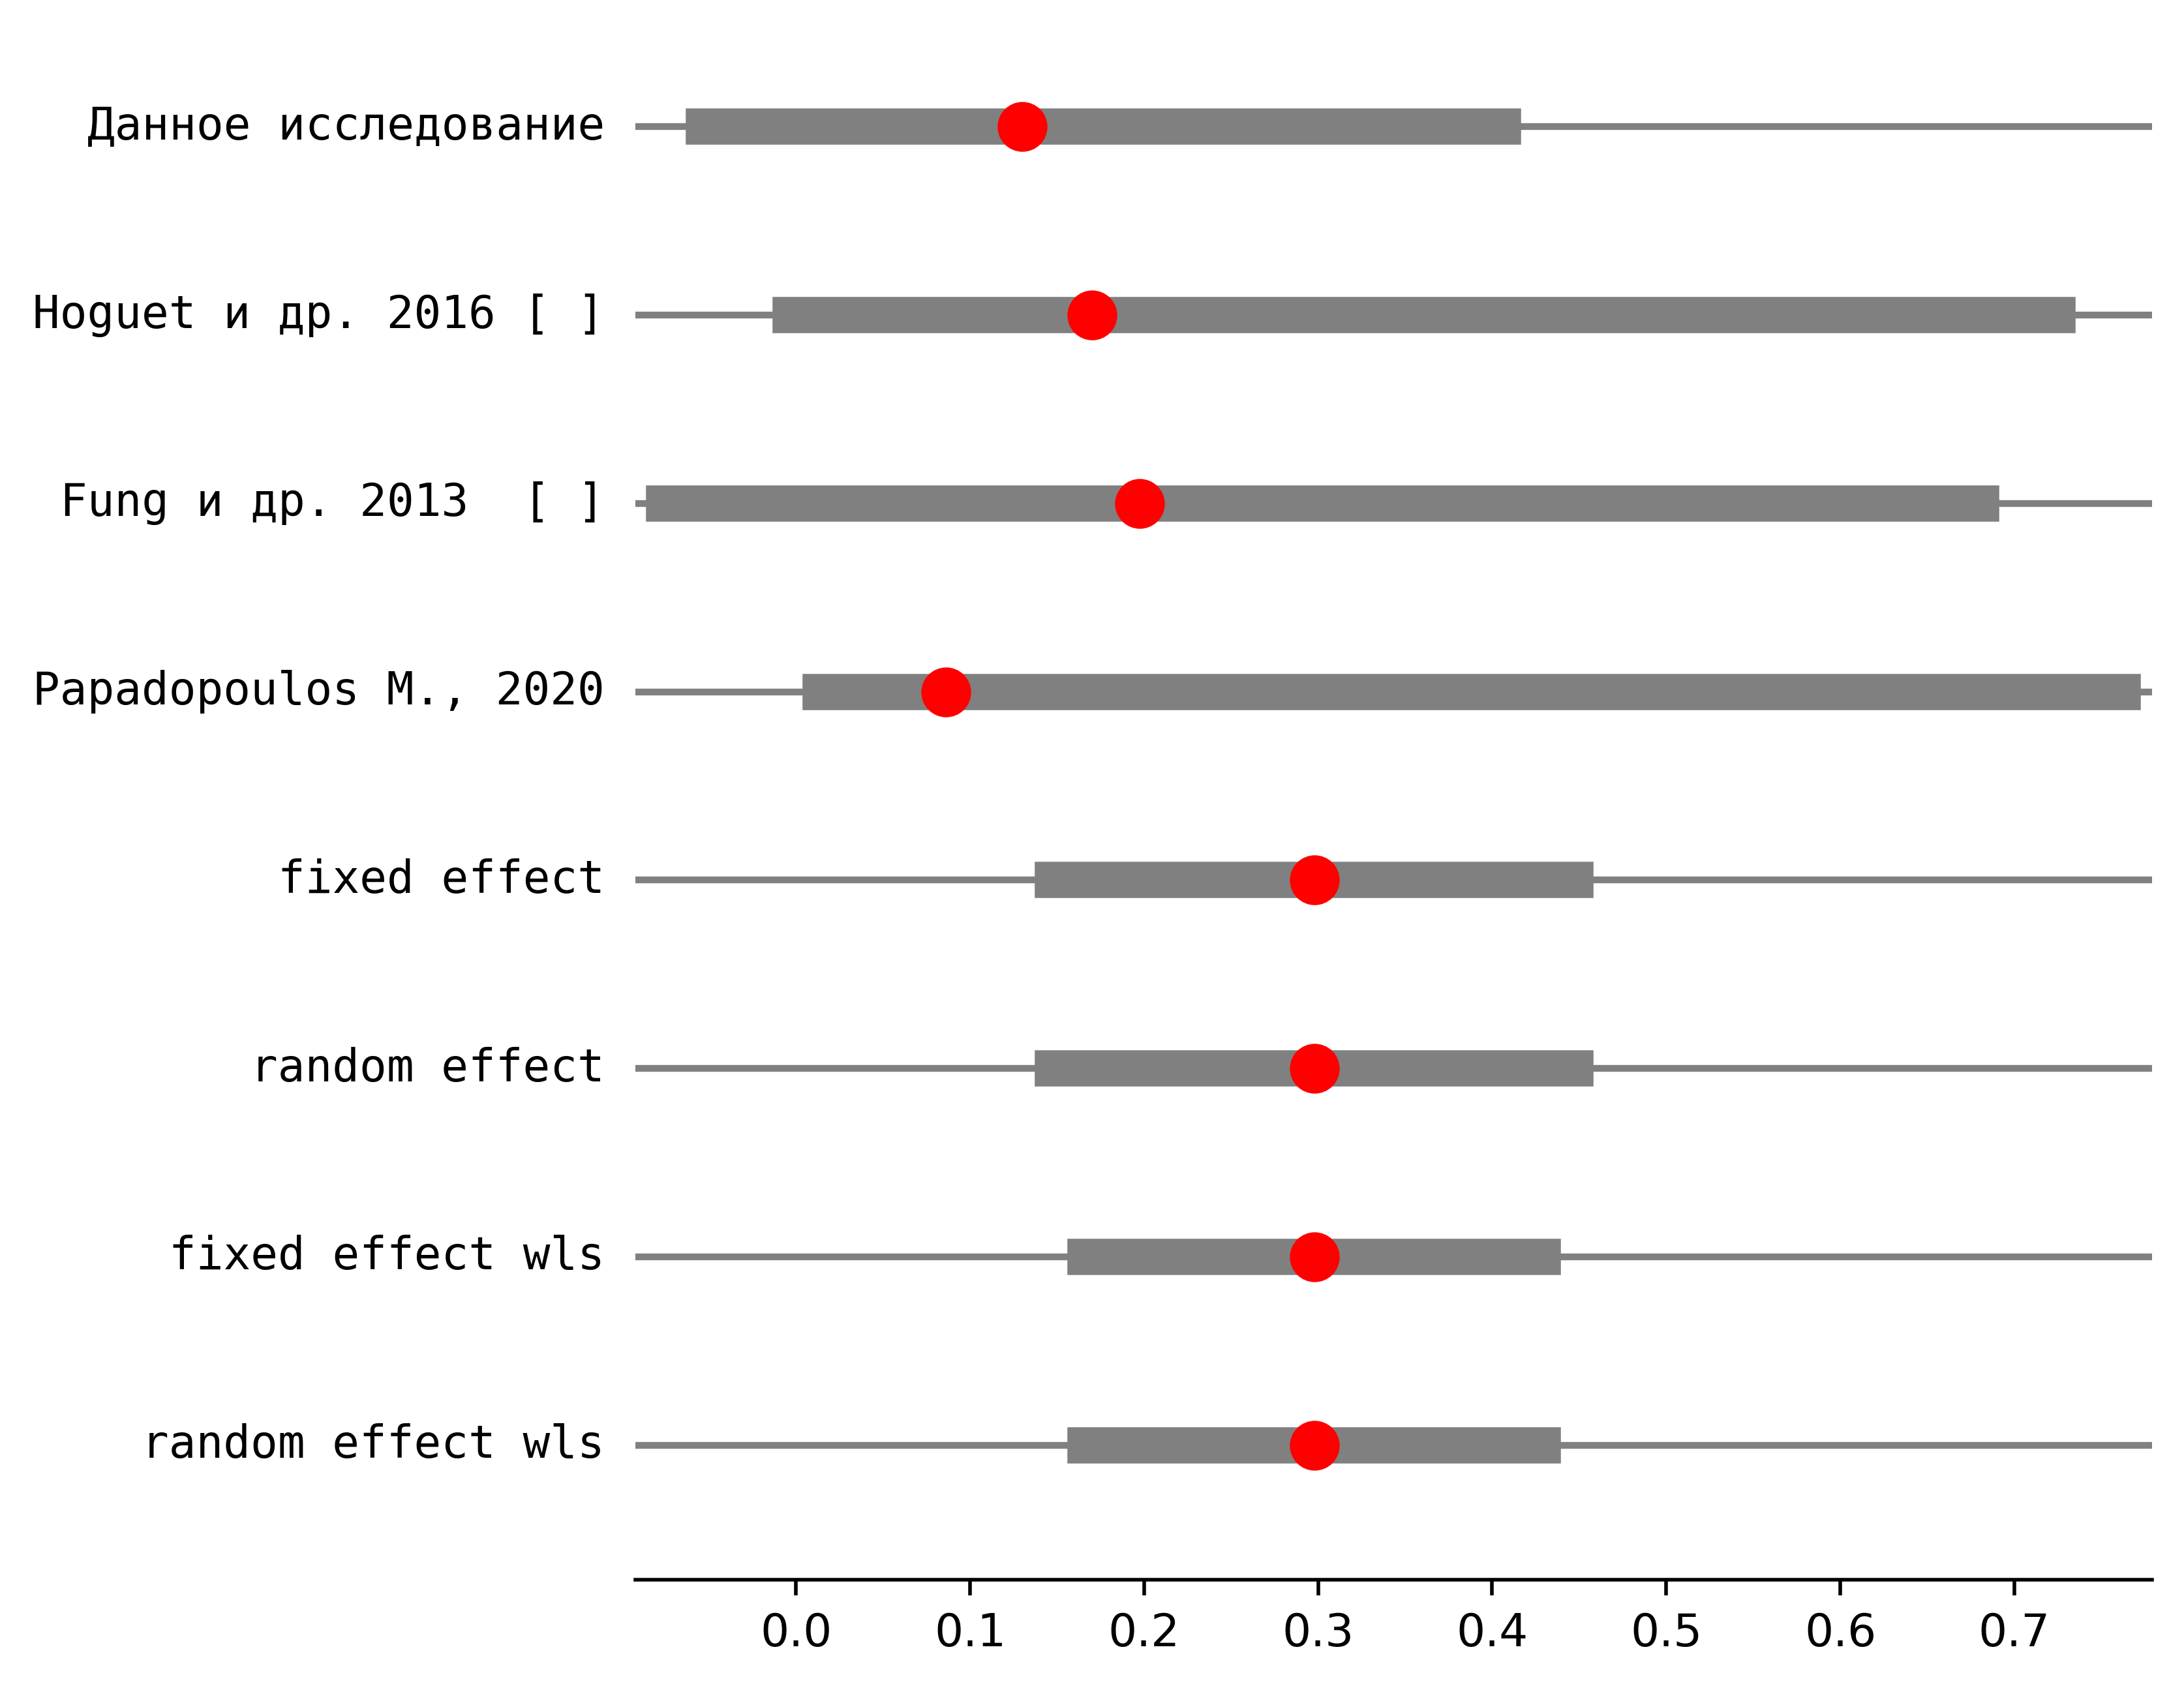 Данное исследование
Hoguet и др. 2016 [ ]
Fung и др. 2013  [ ]
Papadopoulos M., 2020
fixed effect
random effect
fixed effect wls
random effect wls
0.0 0.1 0.2 0.3 0.4 0.5 0.6 0.7